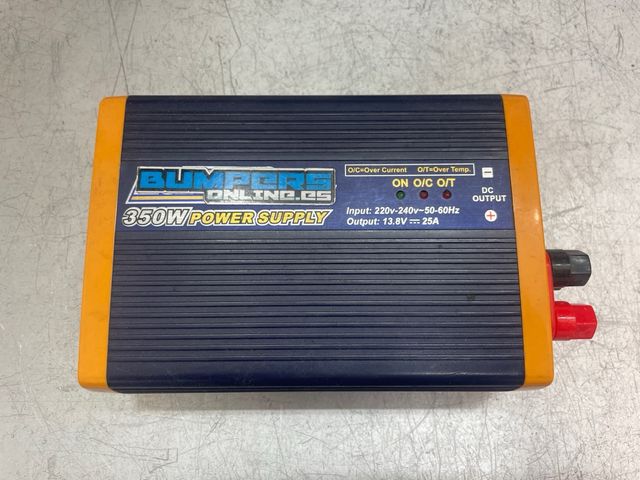 BUMPERS
ONLINE.ES
350W POWER SUPPLY
O/C=Over Current O/T=Over Temp.
ON O/C O/T
Input: 220v-240v~50-60Hz
Output: 13.8V⎓25A
-
DC
OUTPUT
+